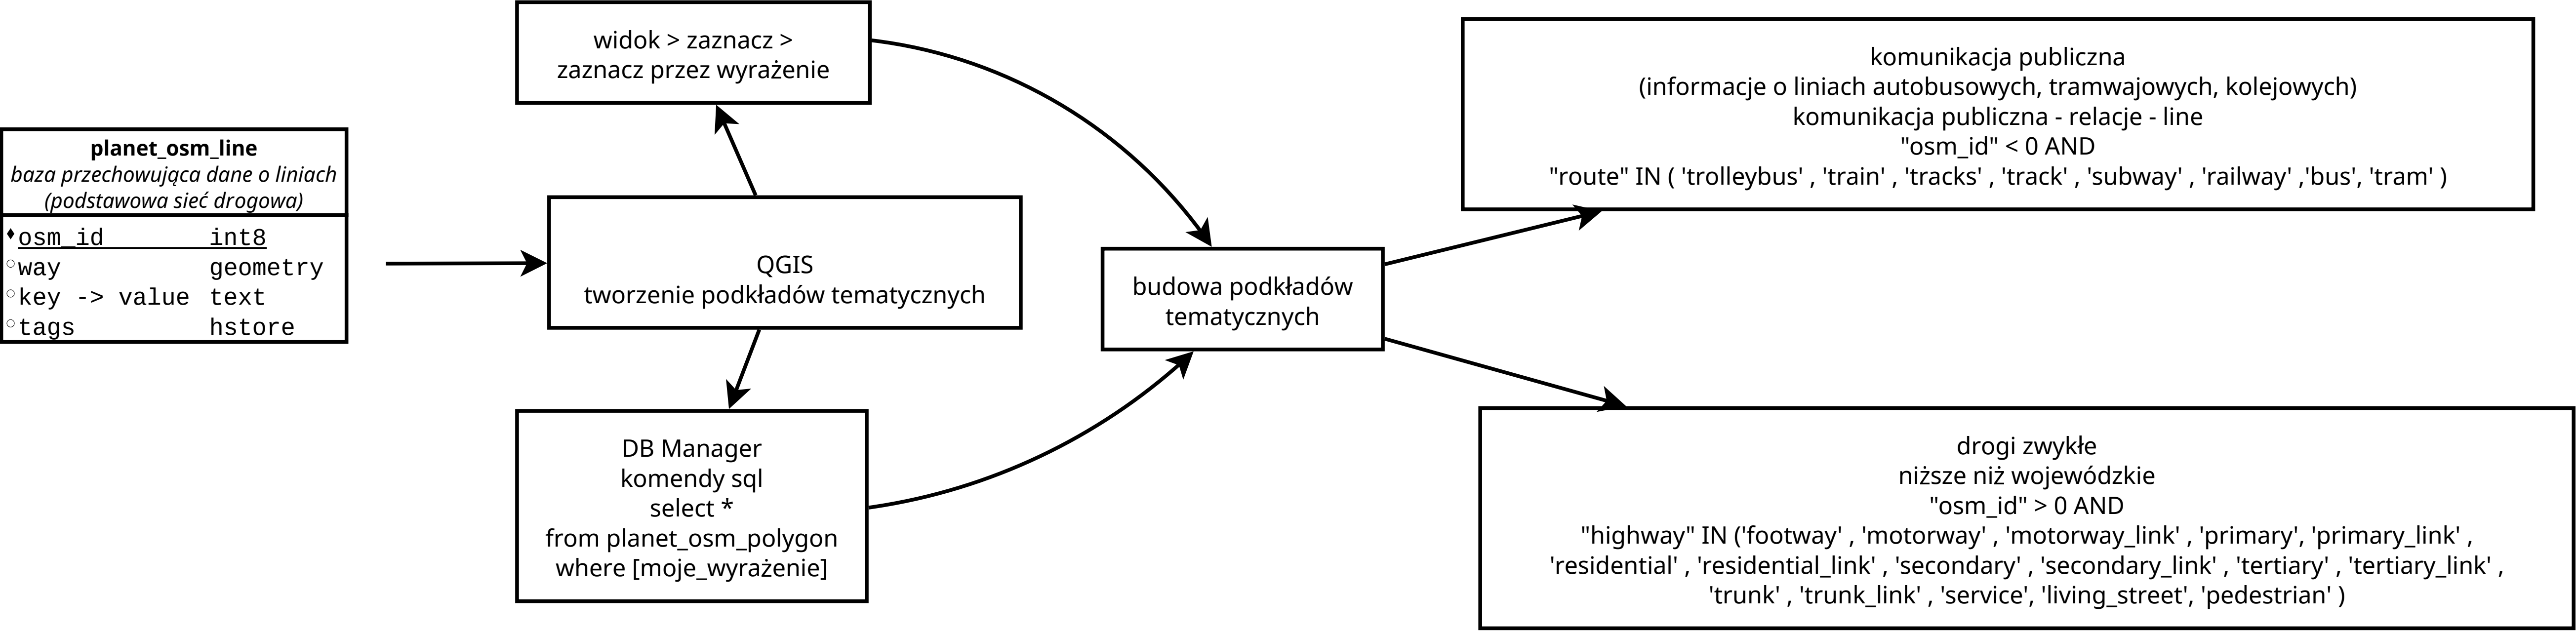 planet_osm_line
baza przechowująca dane o liniach
(podstawowa sieć drogowa)
osm_id int8
way geometry
key -> value text
tags hstore
widok > zaznacz >
zaznacz przez wyrażenie
QGIS
tworzenie podkładów tematycznych
DB Manager
komendy sql
select *
from planet_osm_polygon
where [moje_wyrażenie]
budowa podkładów
tematycznych
komunikacja publiczna
(informacje o liniach autobusowych, tramwajowych, kolejowych)
komunikacja publiczna - relacje - line
"osm_id" < 0 AND
"route" IN ( 'trolleybus' , 'train' , 'tracks' , 'track' , 'subway' , 'railway' ,'bus', 'tram' )
drogi zwykłe
niższe niż wojewódzkie
"osm_id" > 0 AND
"highway" IN ('footway' , 'motorway' , 'motorway_link' , 'primary', 'primary_link' ,
'residential' , 'residential_link' , 'secondary' , 'secondary_link' , 'tertiary' , 'tertiary_link' ,
'trunk' , 'trunk_link' , 'service', 'living_street', 'pedestrian' )